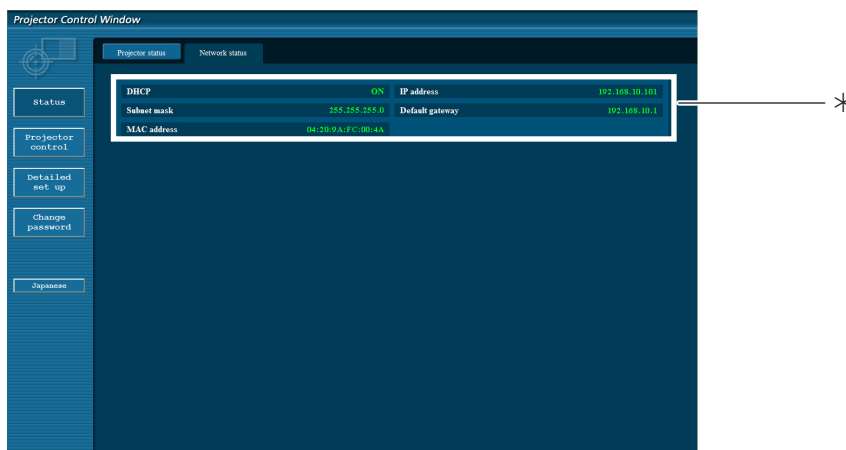 Projector Control Window
Projector status
Network status
DHCP ON IP address 192.168.10.101
Subnet mask 255.255.255.0 Default gateway 192.168.10.1
MAC address 04:20:9A:FC:00:4A
Status
Projector
control
Detailed
set up
Change
password
Japanese